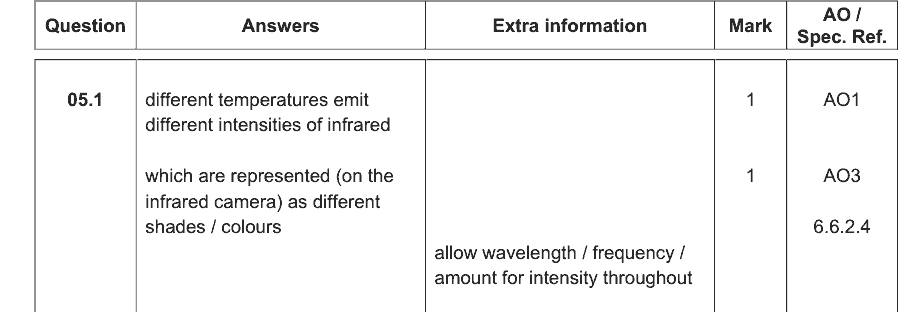 Question Answers Extra information Mark AO /
Spec. Ref.
05.1 different temperatures emit 1 AO1
different intensities of infrared
which are represented (on the 1 AO3
infrared camera) as different
shades / colours 6.6.2.4
allow wavelength / frequency /
amount for intensity throughout